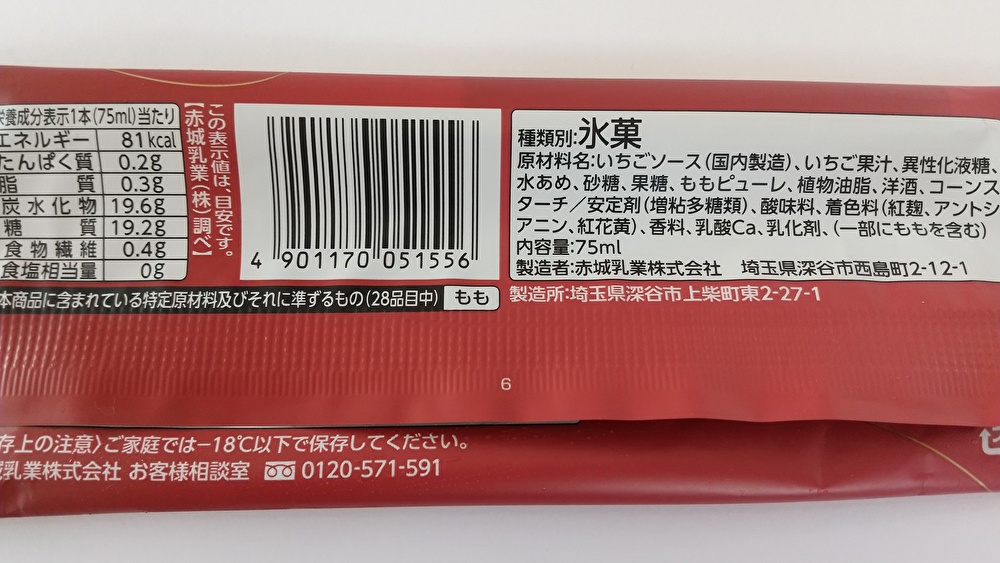 栄養成分表示1本(75ml)当たり
エネルギー 81kcal
たんぱく質 0.2g
脂質 0.3g
炭水化物 19.6g
糖質 19.2g
食物繊維 0.4g
食塩相当量 0g
この表示値は、目安です。
【赤城乳業(株)調べ】
4 901170 051556
種類別:氷菓
原材料名:いちごソース(国内製造)、いちご果汁、異性化液糖、
水あめ、砂糖、果糖、ももピューレ、植物油脂、洋酒、コーンス
ターチ/安定剤(増粘多糖類)、酸味料、着色料(紅麹、アントシ
アニン、紅花黄)、香料、乳酸Ca、乳化剤、(一部にももを含む)
内容量:75ml
製造者:赤城乳業株式会社 埼玉県深谷市西島町2-12-1
製造所:埼玉県深谷市上柴町東2-27-1
本商品に含まれている特定原材料及びそれに準ずるもの(28品目中) もも
6
存上の注意〉ご家庭では−18℃以下で保存してください。
城乳業株式会社 お客様相談室 0120-571-591